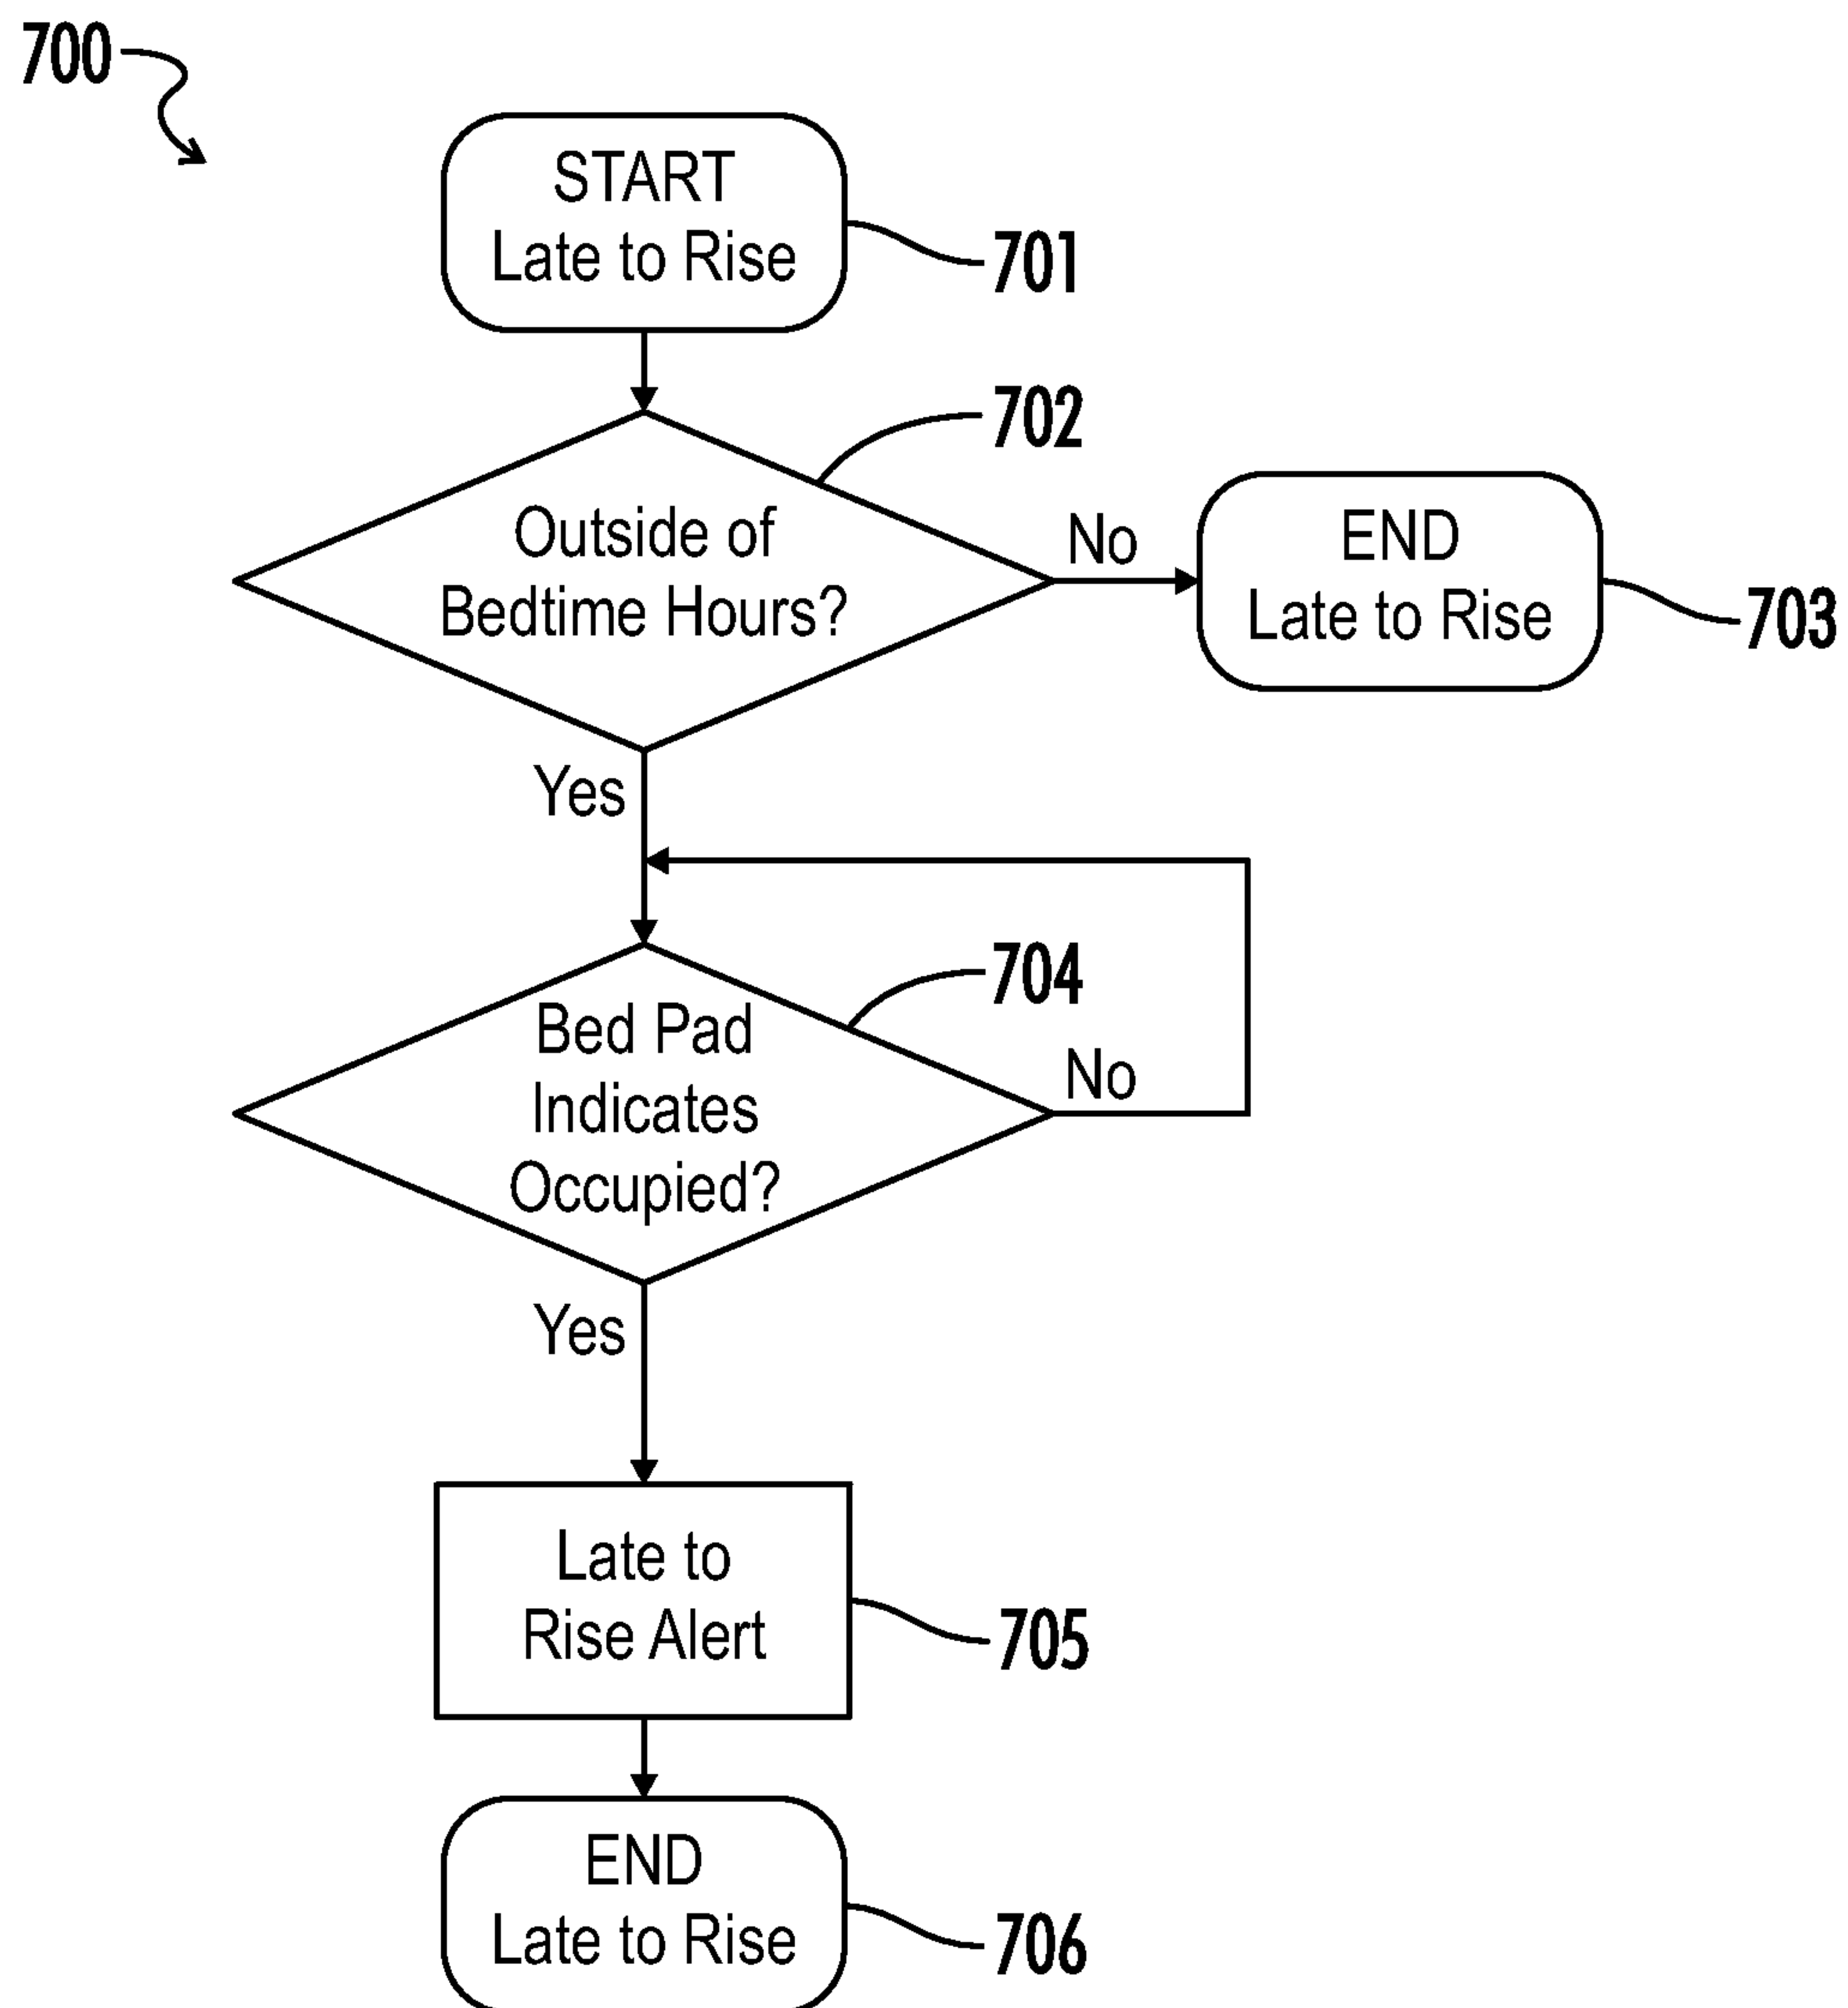 700
START
Late to Rise
701
702
Outside of
Bedtime Hours?
No
END
Late to Rise
703
Yes
704
Bed Pad
Indicates
Occupied?
No
Yes
Late to
Rise Alert
705
END
Late to Rise
706